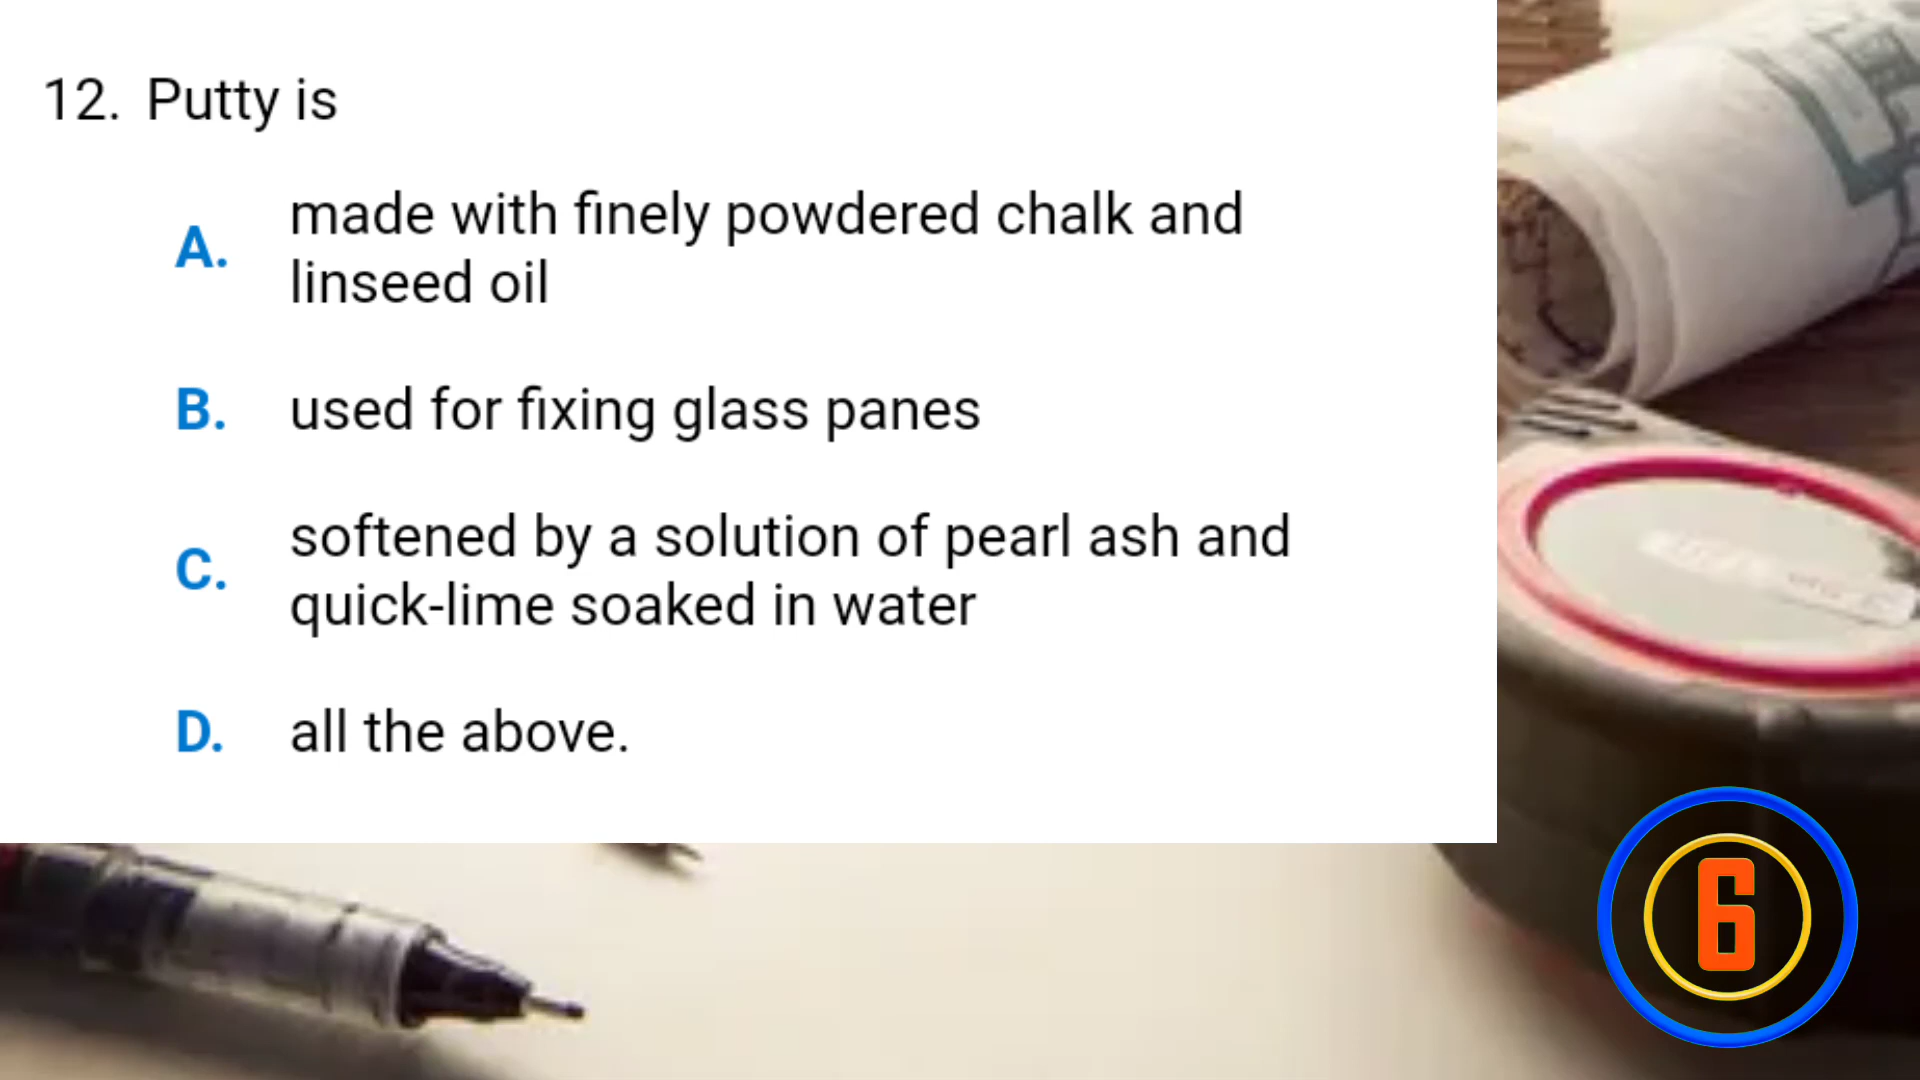 12. Putty is
A. made with finely powdered chalk and
linseed oil
B. used for fixing glass panes
C. softened by a solution of pearl ash and
quick-lime soaked in water
D. all the above.
6